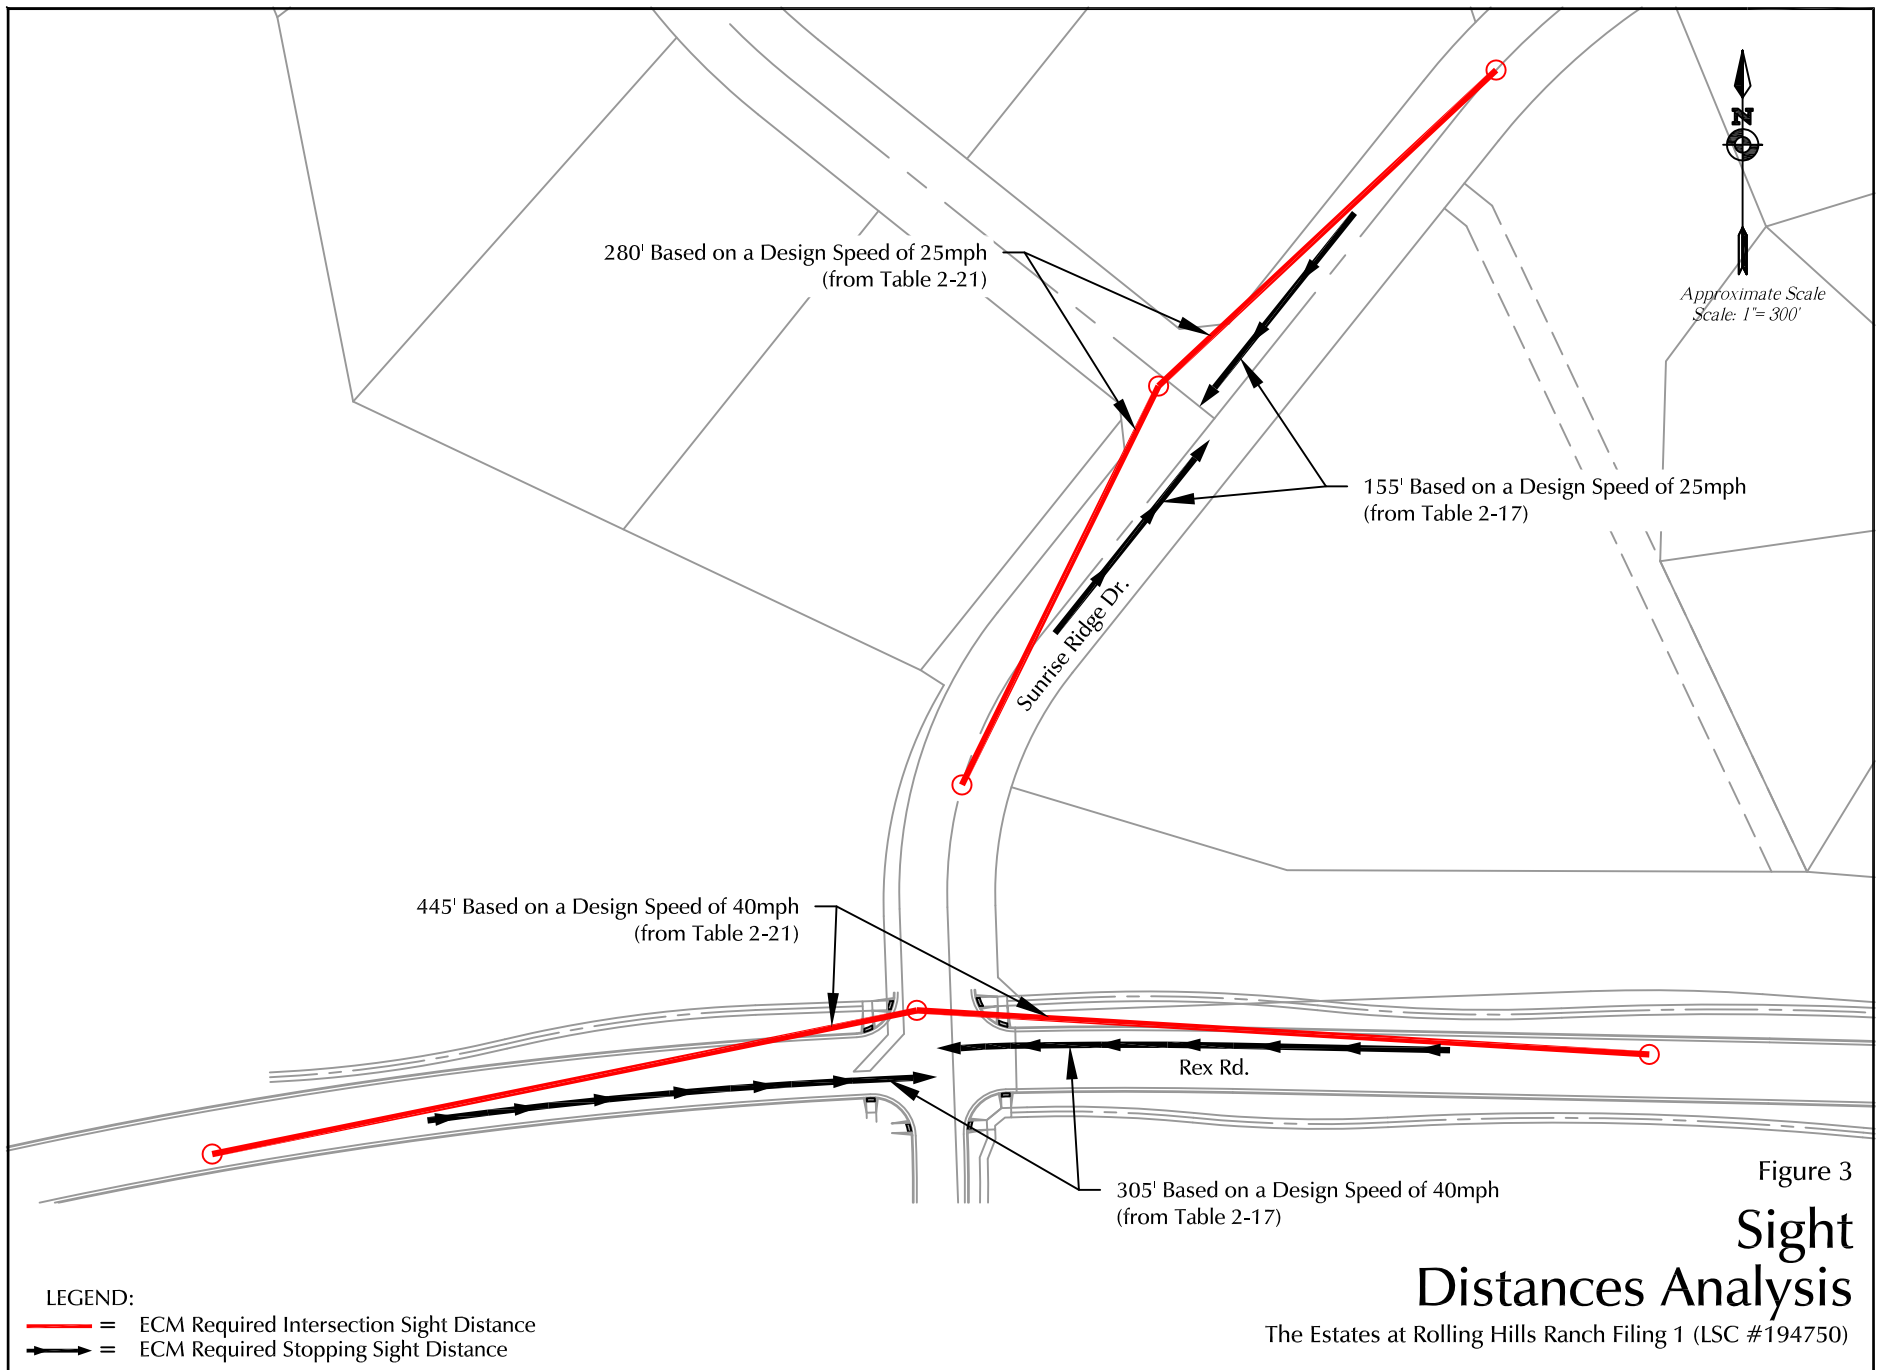 N
Approximate Scale
Scale: 1"= 300'
280' Based on a Design Speed of 25mph
(from Table 2-21)
155' Based on a Design Speed of 25mph
(from Table 2-17)
Sunrise Ridge Dr.
445' Based on a Design Speed of 40mph
(from Table 2-21)
Rex Rd.
305' Based on a Design Speed of 40mph
(from Table 2-17)
Figure 3
Sight
Distances Analysis
The Estates at Rolling Hills Ranch Filing 1 (LSC #194750)
LEGEND:
= ECM Required Intersection Sight Distance
= ECM Required Stopping Sight Distance